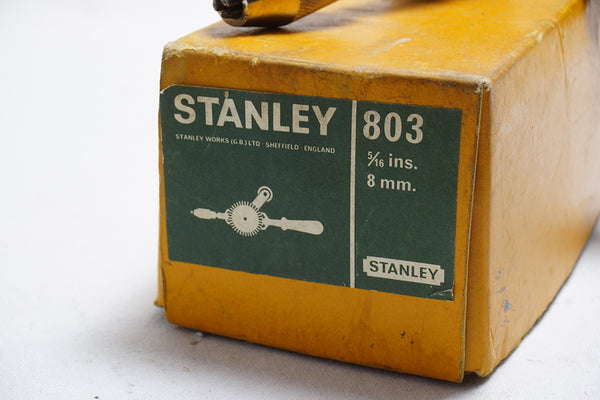 STANLEY
STANLEY WORKS (G.B.) LTD SHEFFIELD ENGLAND
803
5/16 ins.
8 mm.
STANLEY